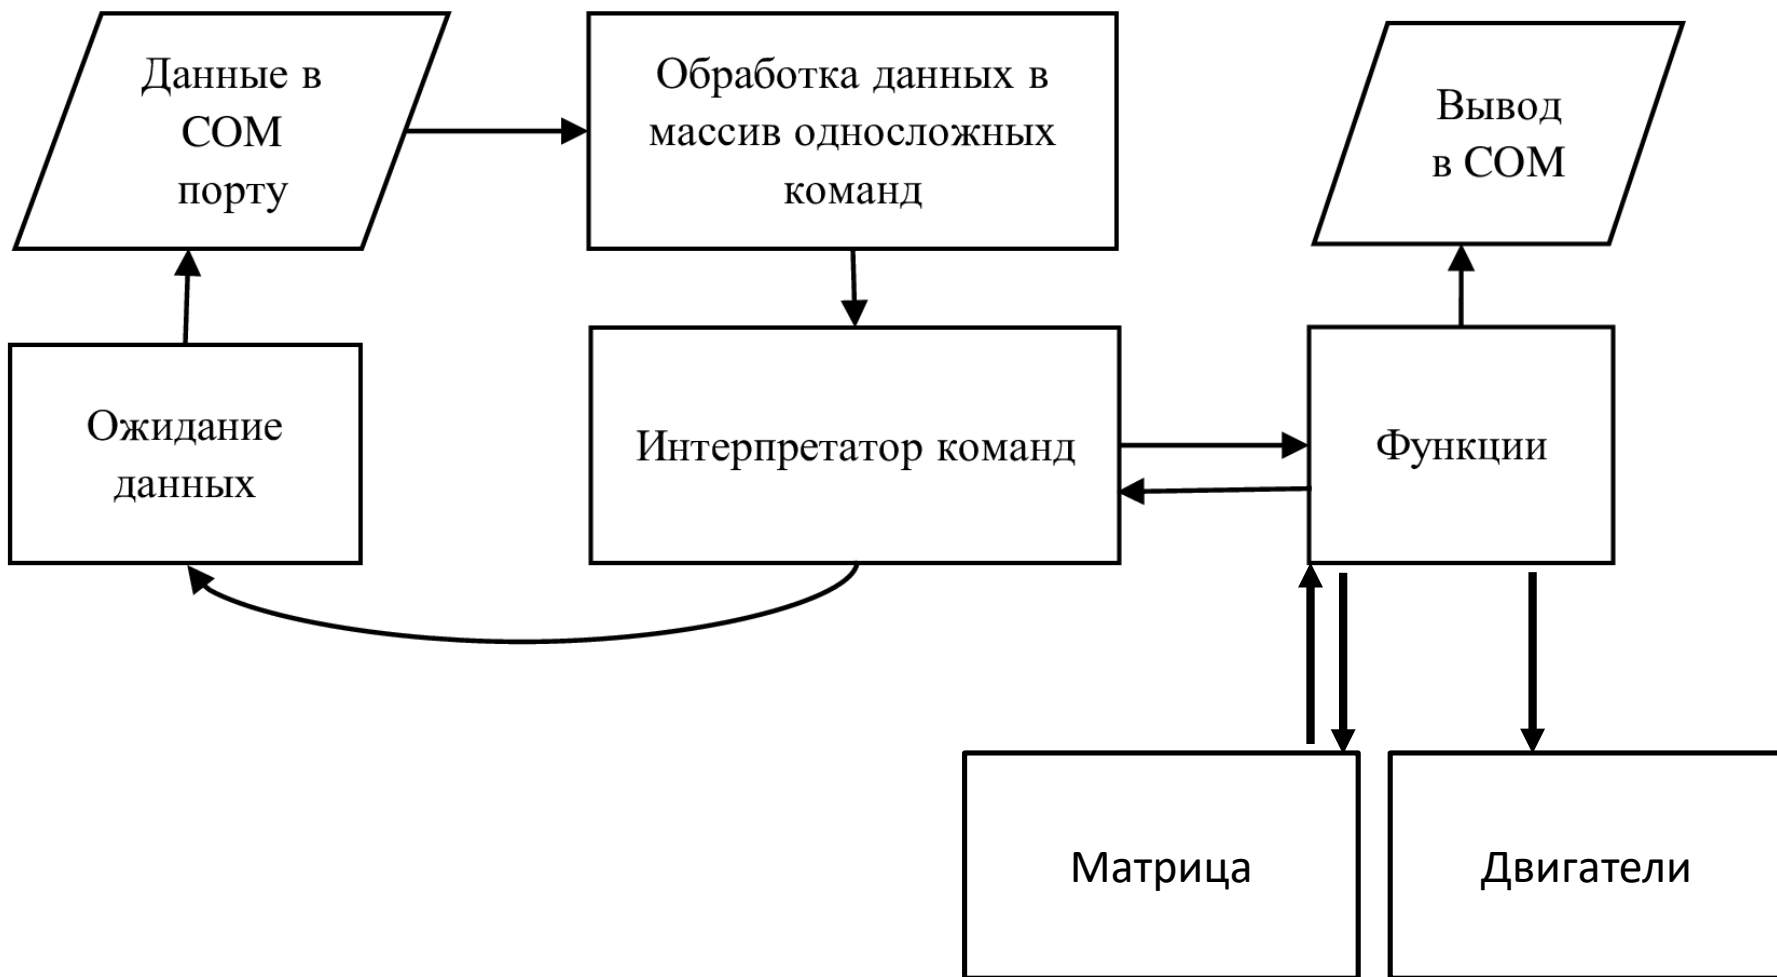 Данные в
COM
порту
Обработка данных в
массив односложных
команд
Вывод
в COM
Ожидание
данных
Интерпретатор команд
Функции
Матрица
Двигатели